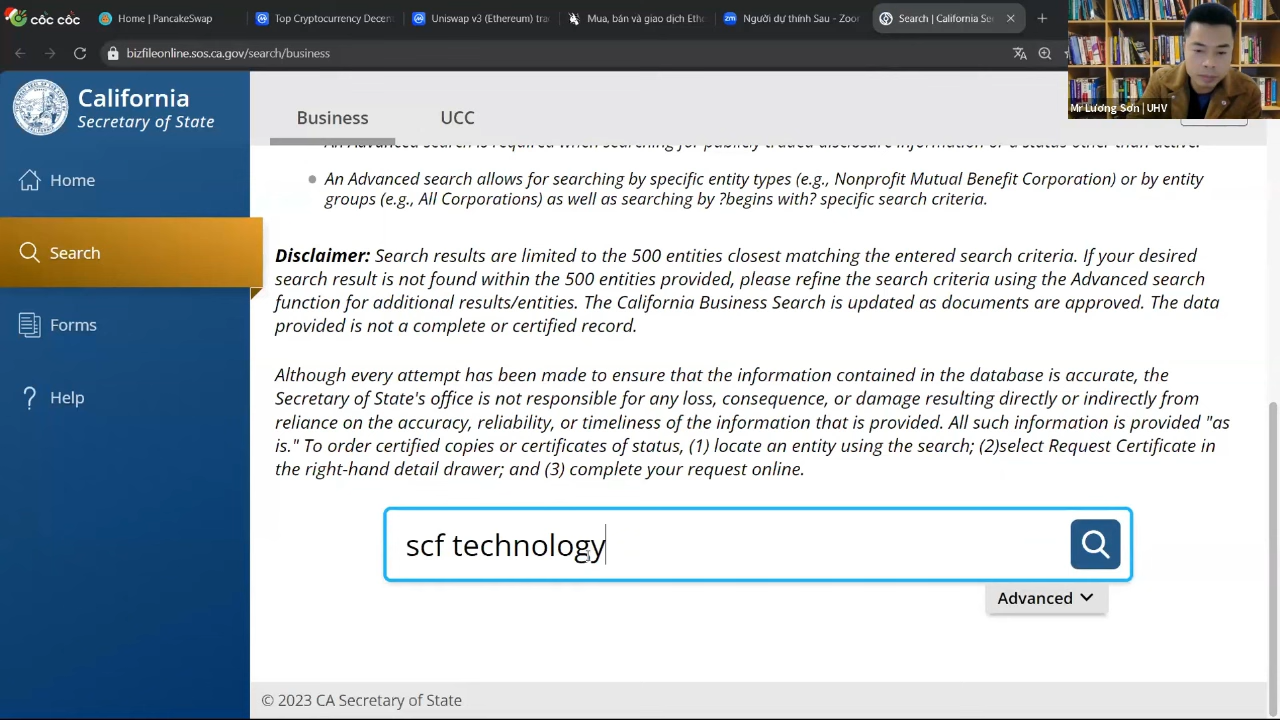 cốc cốc
Home | PancakeSwap
Top Cryptocurrency Decen
Uniswap v3 (Ethereum) tra
Mua, bán và giao dịch Eth
Người dự thính Sau - Zoor
Search | California Se
bizfileonline.sos.ca.gov/search/business
Mr Lương Sơn | UHV
California
Secretary of State
Home
Search
Forms
Help
Business
UCC
An Advanced search is required when searching for publicly traded disclosure information or a status other than active.
An Advanced search allows for searching by specific entity types (e.g., Nonprofit Mutual Benefit Corporation) or by entity
groups (e.g., All Corporations) as well as searching by ?begins with? specific search criteria.
Disclaimer: Search results are limited to the 500 entities closest matching the entered search criteria. If your desired
search result is not found within the 500 entities provided, please refine the search criteria using the Advanced search
function for additional results/entities. The California Business Search is updated as documents are approved. The data
provided is not a complete or certified record.
Although every attempt has been made to ensure that the information contained in the database is accurate, the
Secretary of State's office is not responsible for any loss, consequence, or damage resulting directly or indirectly from
reliance on the accuracy, reliability, or timeliness of the information that is provided. All such information is provided "as
is." To order certified copies or certificates of status, (1) locate an entity using the search; (2)select Request Certificate in
the right-hand detail drawer; and (3) complete your request online.
scf technology
Advanced
© 2023 CA Secretary of State